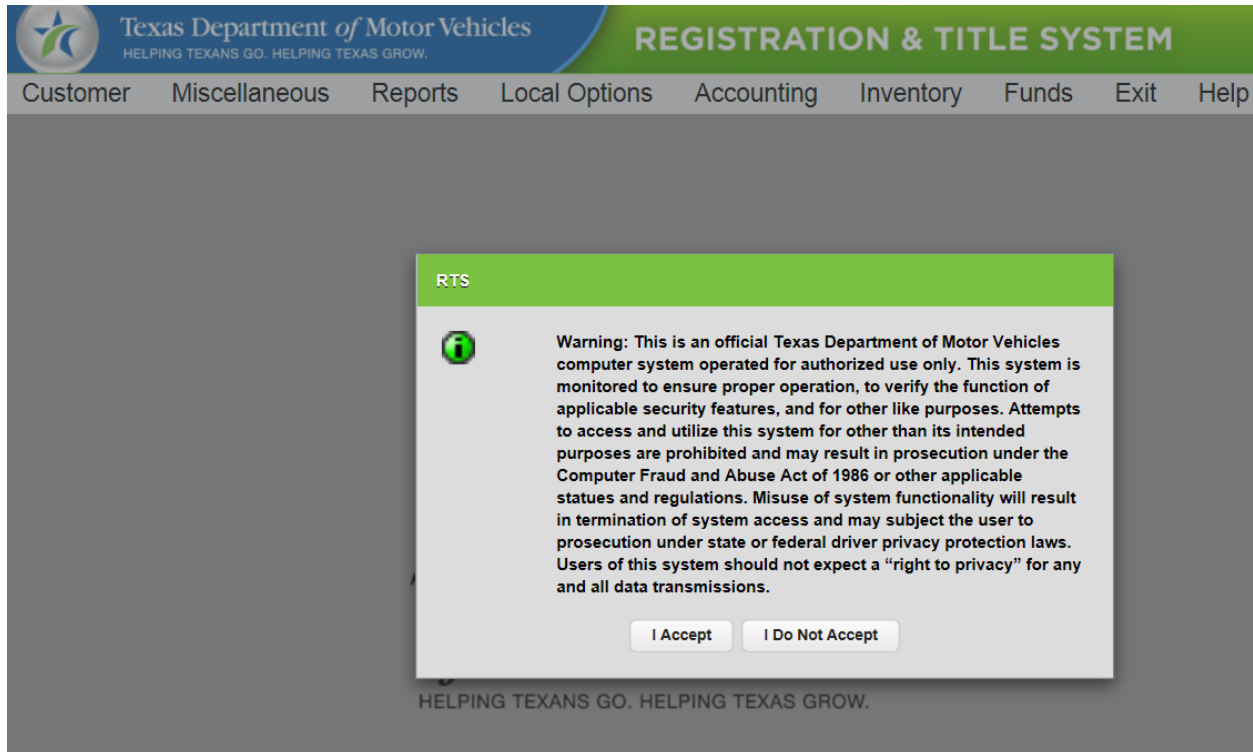 Texas Department of Motor Vehicles
HELPING TEXANS GO. HELPING TEXAS GROW.
REGISTRATION & TITLE SYSTEM
Customer Miscellaneous Reports Local Options Accounting Inventory Funds Exit Help
RTS
Warning: This is an official Texas Department of Motor Vehicles
computer system operated for authorized use only. This system is
monitored to ensure proper operation, to verify the function of
applicable security features, and for other like purposes. Attempts
to access and utilize this system for other than its intended
purposes are prohibited and may result in prosecution under the
Computer Fraud and Abuse Act of 1986 or other applicable
statues and regulations. Misuse of system functionality will result
in termination of system access and may subject the user to
prosecution under state or federal driver privacy protection laws.
Users of this system should not expect a “right to privacy” for any
and all data transmissions.
I Accept I Do Not Accept
HELPING TEXANS GO. HELPING TEXAS GROW.